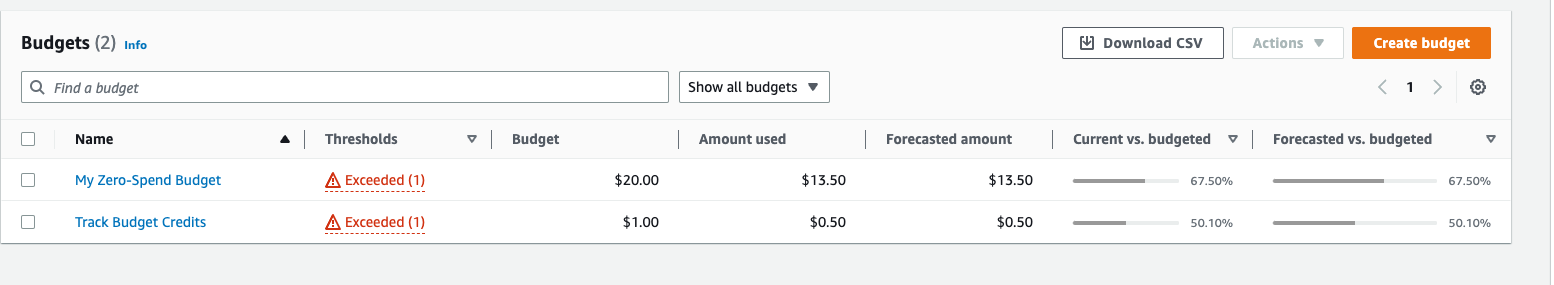 Budgets (2) Info
Download CSV
Actions
Create budget
Find a budget
Show all budgets
1
Name Thresholds Budget Amount used Forecasted amount Current vs. budgeted Forecasted vs. budgeted
My Zero-Spend Budget Exceeded (1) $20.00 $13.50 $13.50 67.50% 67.50%
Track Budget Credits Exceeded (1) $1.00 $0.50 $0.50 50.10% 50.10%